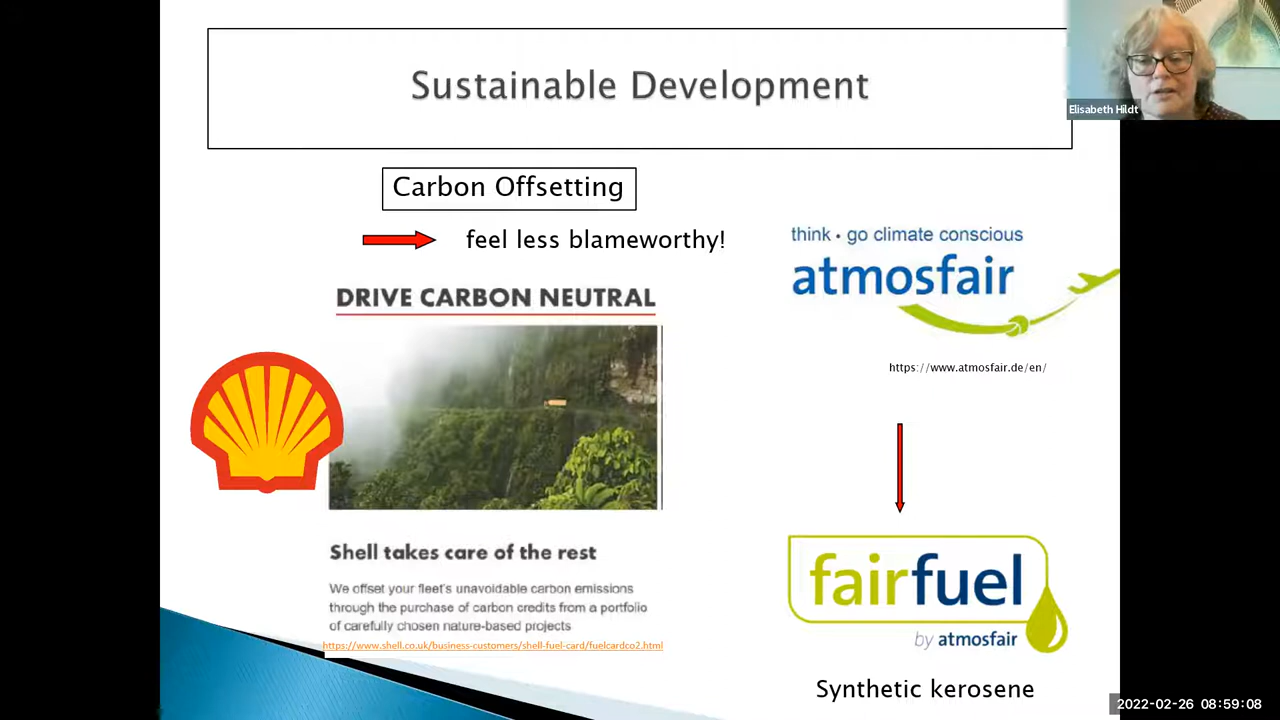 Sustainable Development
Elisabeth Hildt
Carbon Offsetting
feel less blameworthy!
DRIVE CARBON NEUTRAL
Shell takes care of the rest
We offset your fleet's unavoidable carbon emissions
through the purchase of carbon credits from a portfolio
of carefully chosen nature-based projects
https://www.shell.co.uk/business-customers/shell-fuel-card/fuelcardco2.html
think • go climate conscious
atmosfair
https://www.atmosfair.de/en/
fairfuel
by atmosfair
Synthetic kerosene
2022-02-26 08:59:08